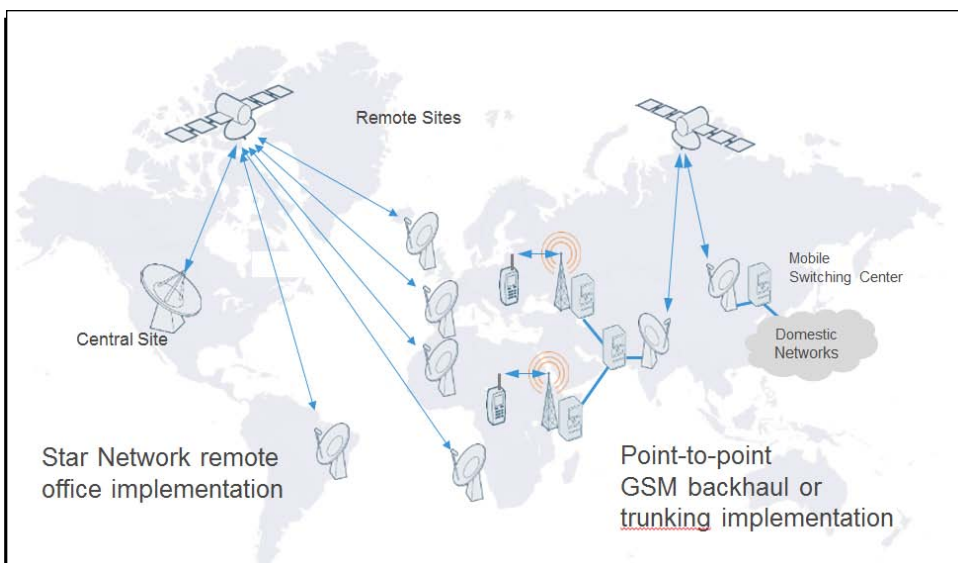 Remote Sites
Mobile
Switching Center
Central Site
Domestic
Networks
Star Network remote
office implementation
Point-to-point
GSM backhaul or
trunking implementation